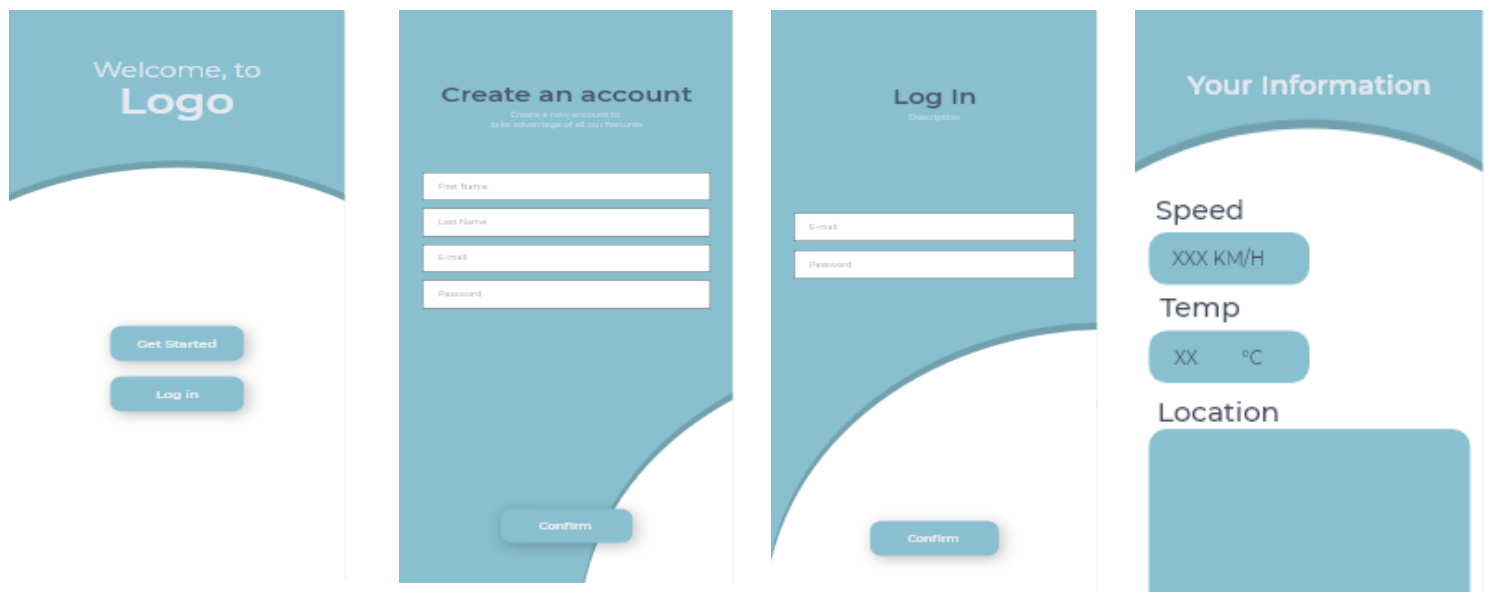 Welcome, to
Logo
Get Started
Log in
Create an account
Create a new account to
take advantage of all our features
First Name
Last Name
E-mail
Password
Confirm
Log In
Description
E-mail
Password
Confirm
Your Information
Speed
XXX KM/H
Temp
XX °C
Location